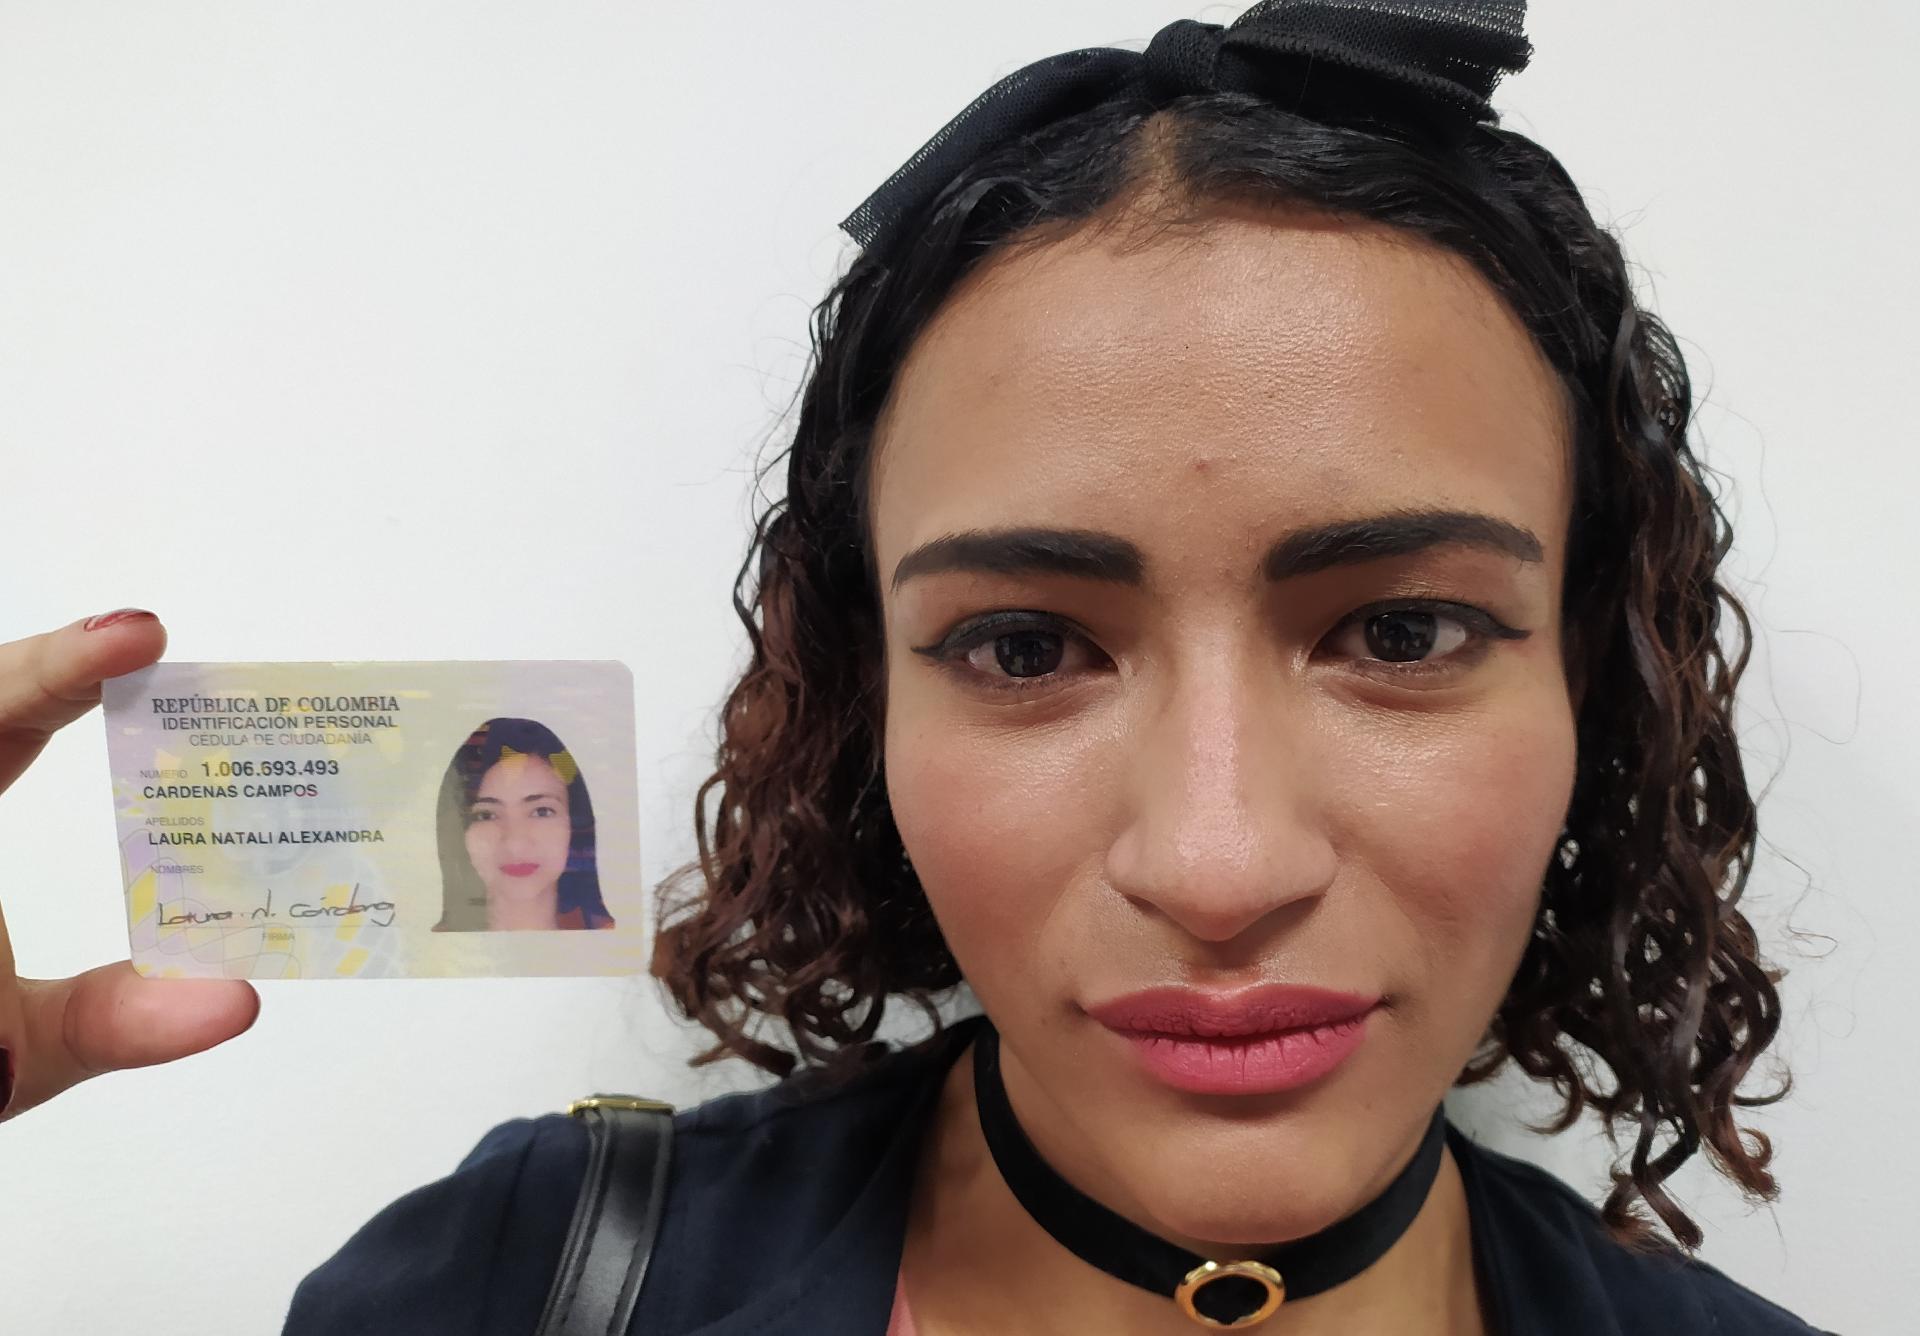 REPÚBLICA DE COLOMBIA
IDENTIFICACIÓN PERSONAL
CÉDULA DE CIUDADANÍA
NUMERO 1.006.693.493
CARDENAS CAMPOS
APELLIDOS
LAURA NATALI ALEXANDRA
NOMBRES
Laura. N. Cárdenas
FIRMA